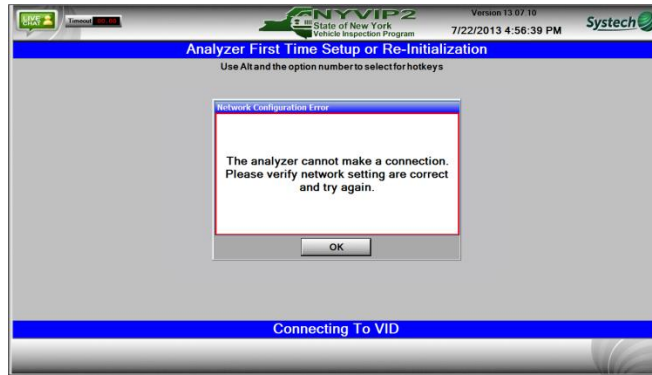 LIVE CHAT
Timeout
NYVIP2
State of New York
Vehicle Inspection Program
Version 13.07.10
7/22/2013 4:56:39 PM
Systech
Analyzer First Time Setup or Re-Initialization
Use Alt and the option number to select for hotkeys
Network Configuration Error
The analyzer cannot make a connection.
Please verify network setting are correct
and try again.
OK
Connecting To VID